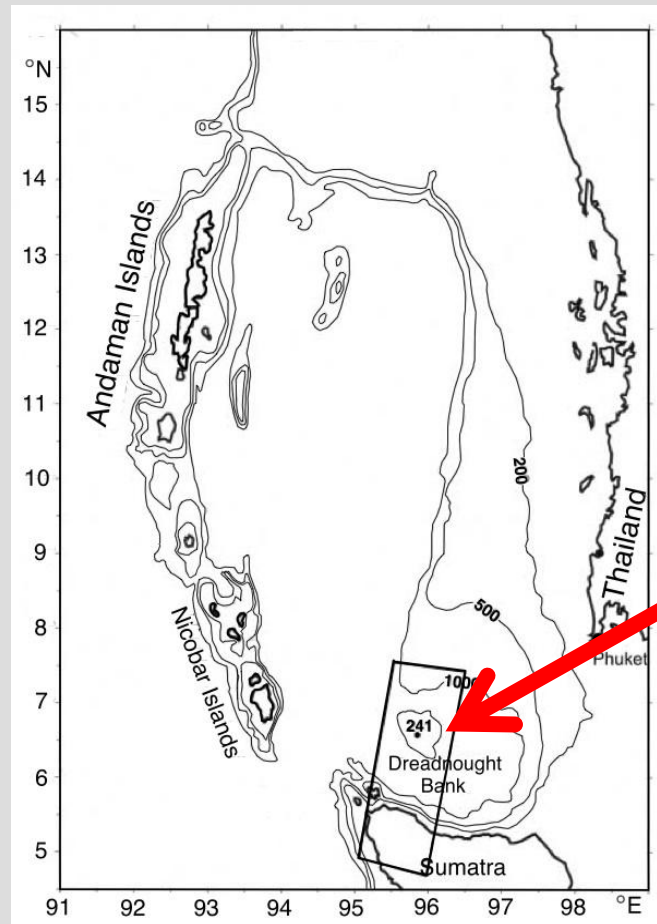 °N
15
14
13
12
11
10
9
8
7
6
5
Andaman Islands
Nicobar Islands
200
500
1000
241
Dreadnought
Bank
Thailand
Phuket
Sumatra
91 92 93 94 95 96 97 98 °E